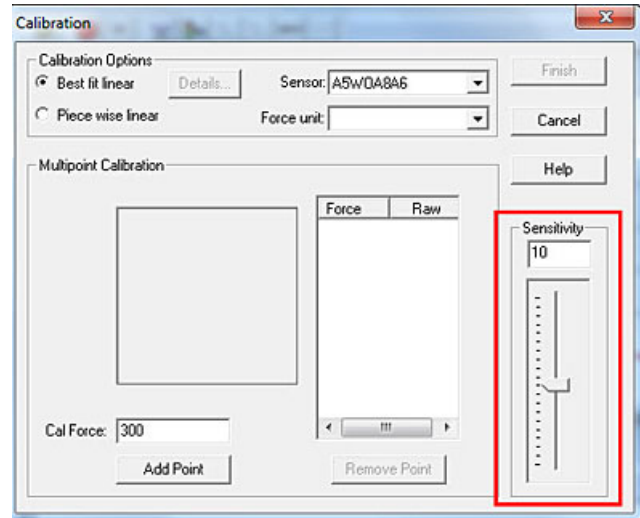 Calibration
Calibration Options
Best fit linear
Details...
Sensor: A5W0A8A6
Finish
Piece wise linear
Force unit:
Cancel
Multipoint Calibration
Help
Force Raw
Sensitivity
10
Cal Force: 300
Add Point
Remove Point